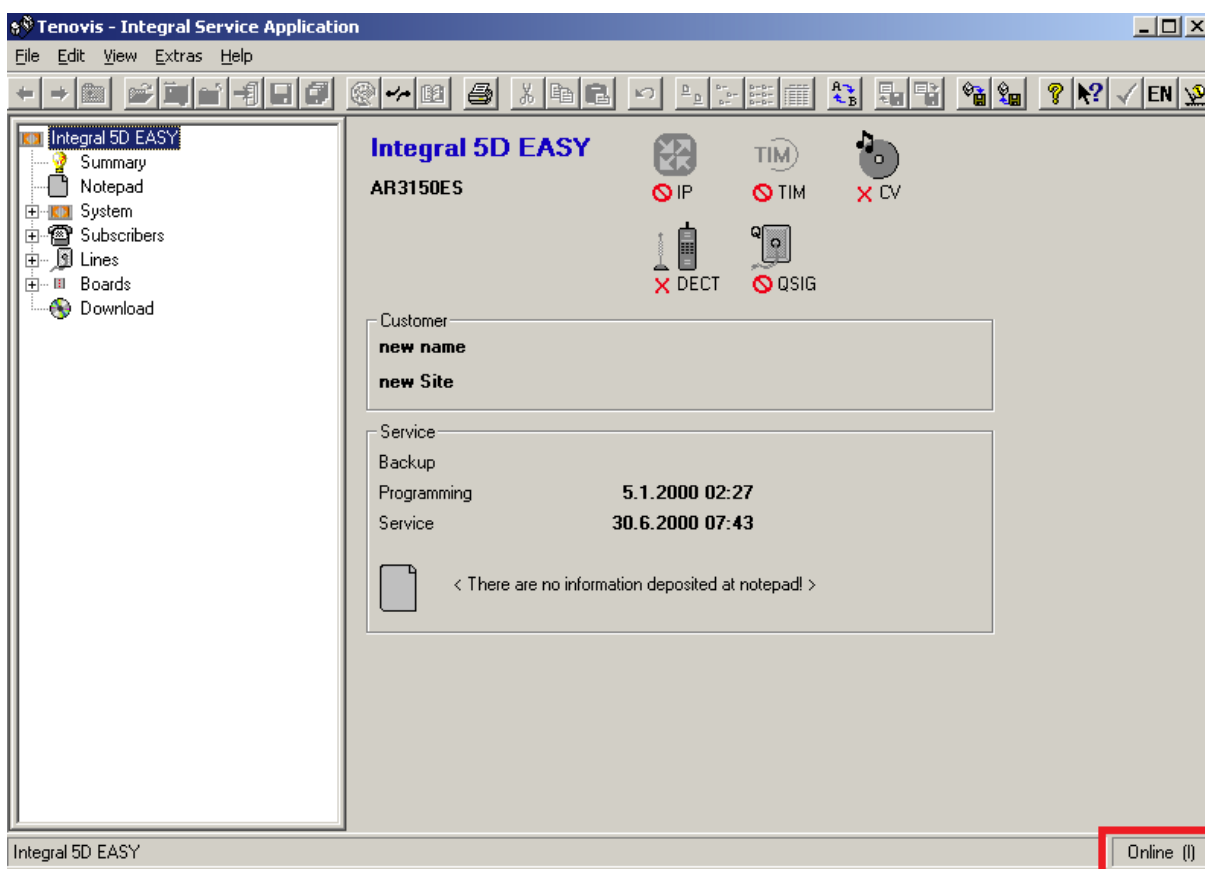 Tenovis - Integral Service Application
File Edit View Extras Help
A B EN
Integral 5D EASY
Summary
Notepad
System
Subscribers
Lines
Boards
Download
Integral 5D EASY
AR3150ES
TIM
IP TIM CV
Q
DECT QSIG
Customer
new name
new Site
Service
Backup
Programming 5.1.2000 02:27
Service 30.6.2000 07:43
< There are no information deposited at notepad! >
Integral 5D EASY Online (I)